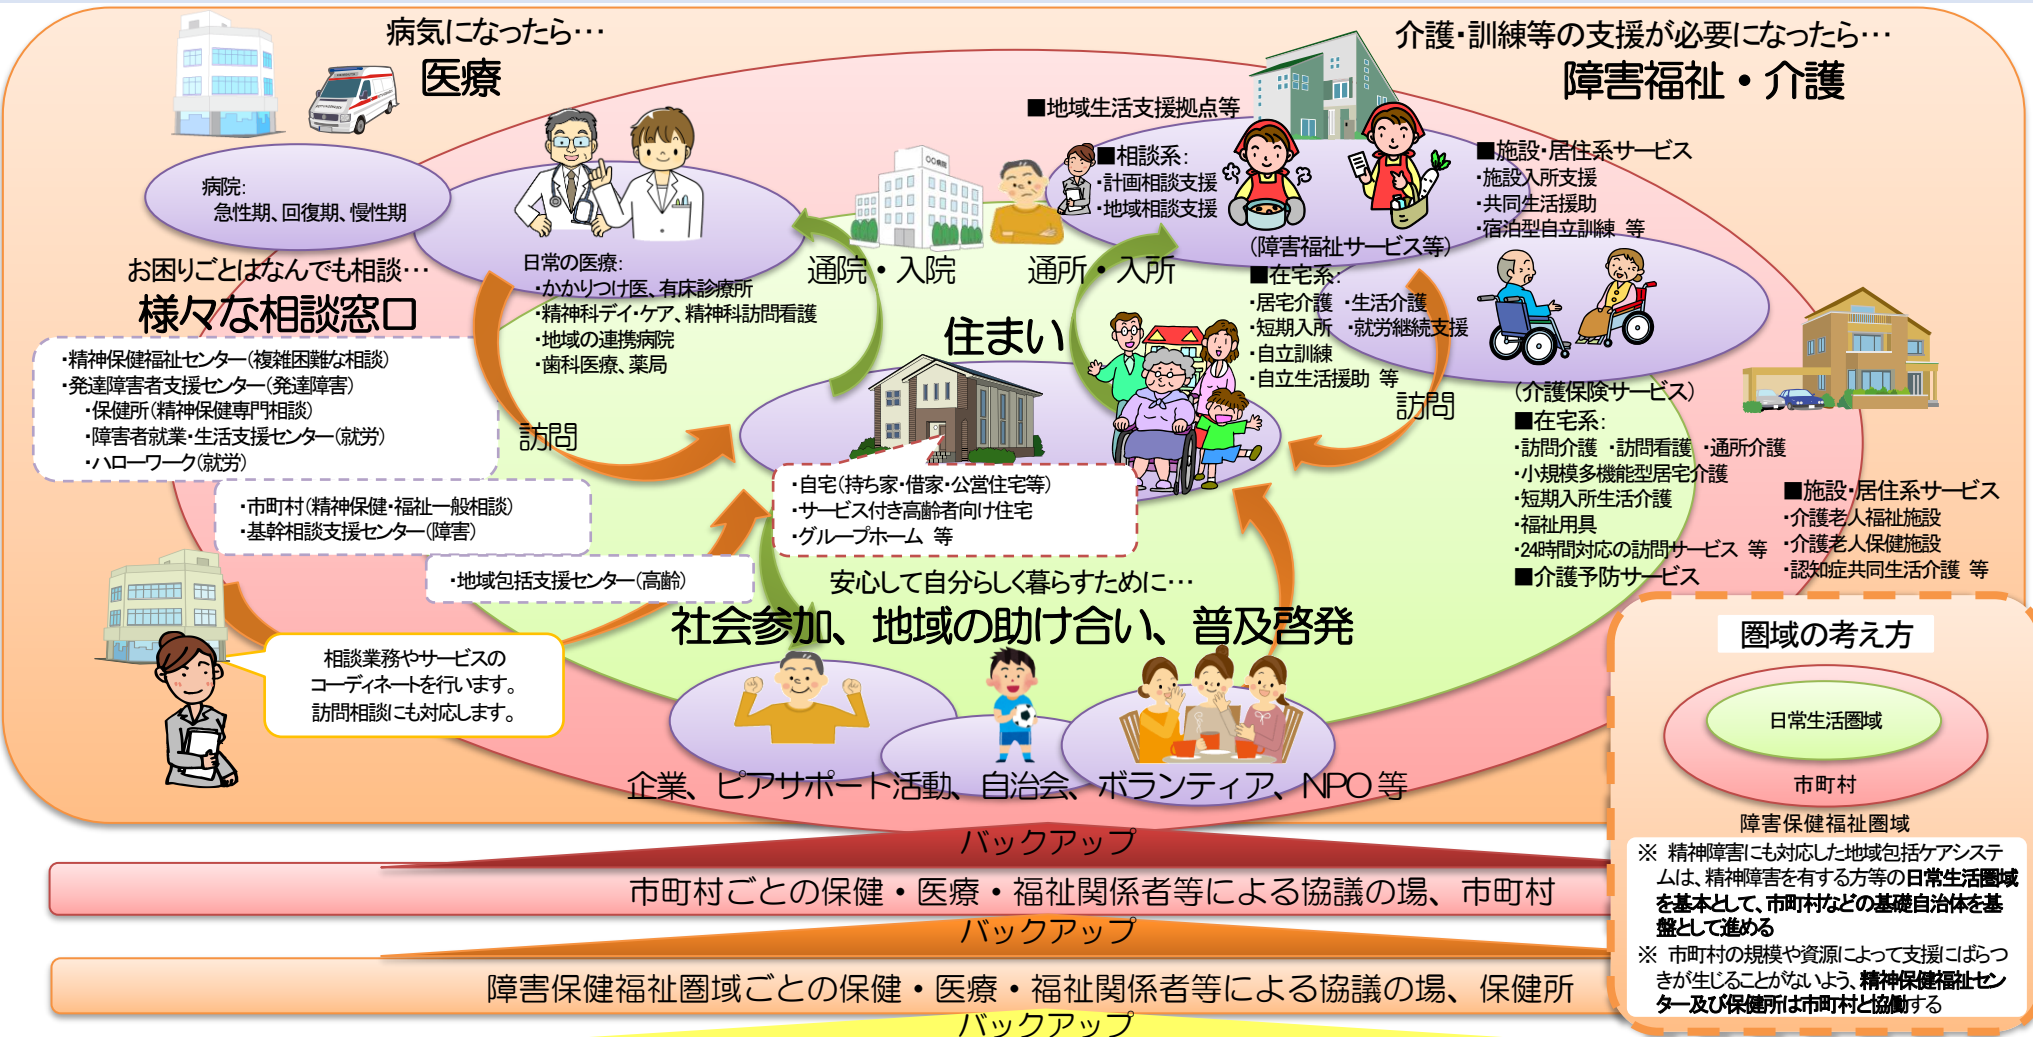 病気になったら…
医療
介護・訓練等の支援が必要になったら…
障害福祉・介護
病院:
急性期、回復期、慢性期
日常の医療:
・かかりつけ医、有床診療所
・精神科デイ・ケア、精神科訪問看護
・地域の連携病院
・歯科医療、薬局
〇〇病院
通院・入院
通所・入所
■地域生活支援拠点等
■相談系:
・計画相談支援
・地域相談支援
■施設・居住系サービス
・施設入所支援
・共同生活援助
・宿泊型自立訓練 等
(障害福祉サービス等)
■在宅系:
・居宅介護 ・生活介護
・短期入所 ・就労継続支援
・自立訓練
・自立生活援助 等
訪問
(介護保険サービス)
■在宅系:
・訪問介護 ・訪問看護 ・通所介護
・小規模多機能型居宅介護
・短期入所生活介護
・福祉用具
・24時間対応の訪問サービス 等
■介護予防サービス
■施設・居住系サービス
・介護老人福祉施設
・介護老人保健施設
・認知症共同生活介護 等
お困りごとはなんでも相談…
様々な相談窓口
・精神保健福祉センター(複雑困難な相談)
・発達障害者支援センター(発達障害)
・保健所(精神保健専門相談)
・障害者就業・生活支援センター(就労)
・ハローワーク(就労)
・市町村(精神保健・福祉一般相談)
・基幹相談支援センター(障害)
・地域包括支援センター(高齢)
訪問
相談業務やサービスの
コーディネートを行います。
訪問相談にも対応します。
住まい
・自宅(持ち家・借家・公営住宅等)
・サービス付き高齢者向け住宅
・グループホーム 等
安心して自分らしく暮らすために…
社会参加、地域の助け合い、普及啓発
企業、ピアサポート活動、自治会、ボランティア、NPO 等
圏域の考え方
日常生活圏域
市町村
障害保健福祉圏域
※ 精神障害にも対応した地域包括ケアシステ
ムは、精神障害を有する方等の日常生活圏域
を基本として、市町村などの基礎自治体を基
盤として進める
※ 市町村の規模や資源によって支援にばらつ
きが生じることがないよう、精神保健福祉セン
ター及び保健所は市町村と協働する
バックアップ
市町村ごとの保健・医療・福祉関係者等による協議の場、市町村
バックアップ
障害保健福祉圏域ごとの保健・医療・福祉関係者等による協議の場、保健所
バックアップ